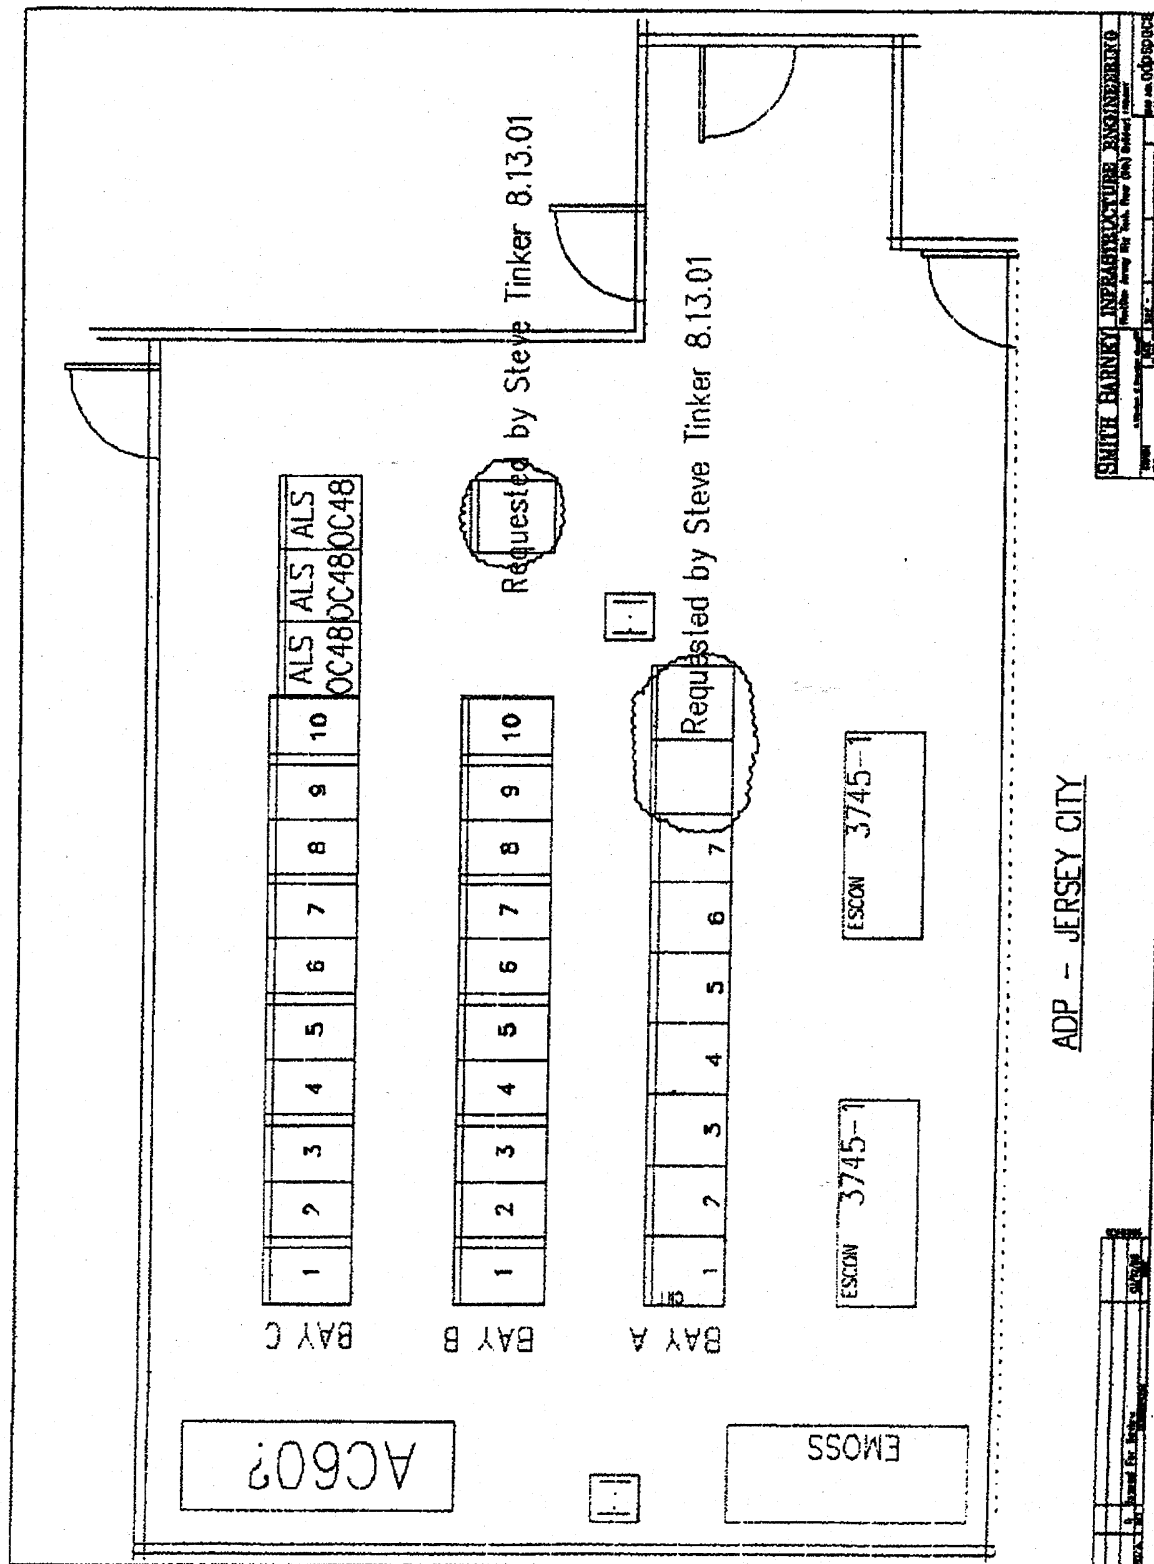 SMITH BARNEY INFRASTRUCTURE ENGINEERING
Requested by Steve Tinker 8.13.01
Requested by Steve Tinker 8.13.01
ALS ALS ALS
OC48 OC48 OC48
BAY C
1 2 3 4 5 6 7 8 9 10
BAY B
1 2 3 4 5 6 7 8 9 10
BAY A
CMT
1 2 3 4 5 6 7
ESCON 3745-1
ESCON 3745-1
AC60?
EMOSS
ADP - JERSEY CITY